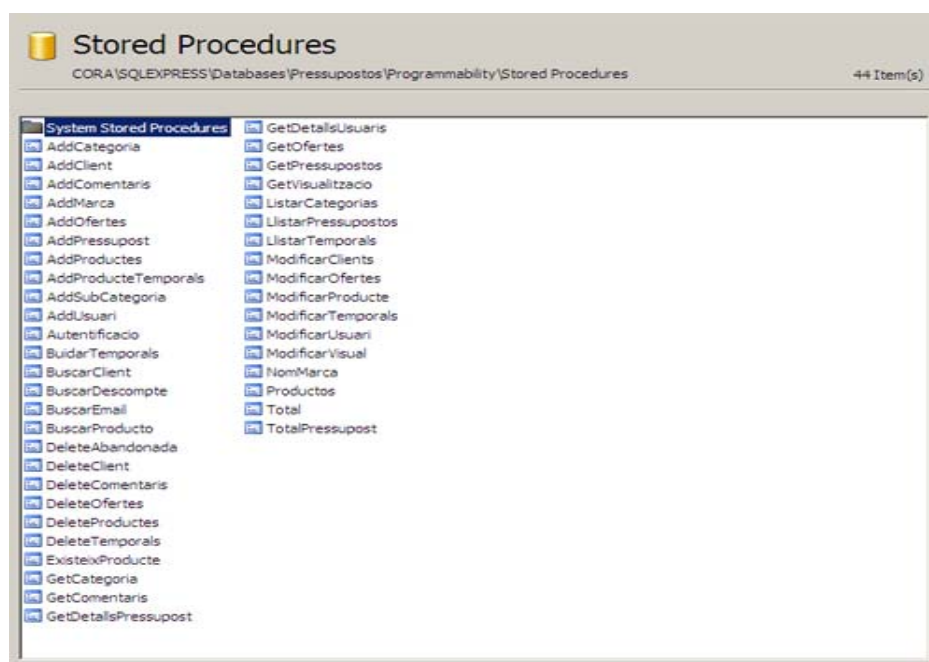 Stored Procedures
CORA\SQLEXPRESS\Databases\Pressupostos\Programmability\Stored Procedures
44 Item(s)
System Stored Procedures
AddCategoria
AddClient
AddComentaris
AddMarca
AddOfertes
AddPressupost
AddProductes
AddProducteTemporals
AddSubCategoria
AddUsuari
Autentificacio
BuidarTemporals
BuscarClient
BuscarDescompte
BuscarEmail
BuscarProducto
DeleteAbandonada
DeleteClient
DeleteComentaris
DeleteOfertes
DeleteProductes
DeleteTemporals
ExisteixProducte
GetCategoria
GetComentaris
GetDetallsPressupost
GetDetallsUsuaris
GetOfertes
GetPressupostos
GetVisualitzacio
ListarCategorias
LlistarPressupostos
LlistarTemporals
ModificarClients
ModificarOfertes
ModificarProducte
ModificarTemporals
ModificarUsuari
ModificarVisual
NomMarca
Productos
Total
TotalPressupost